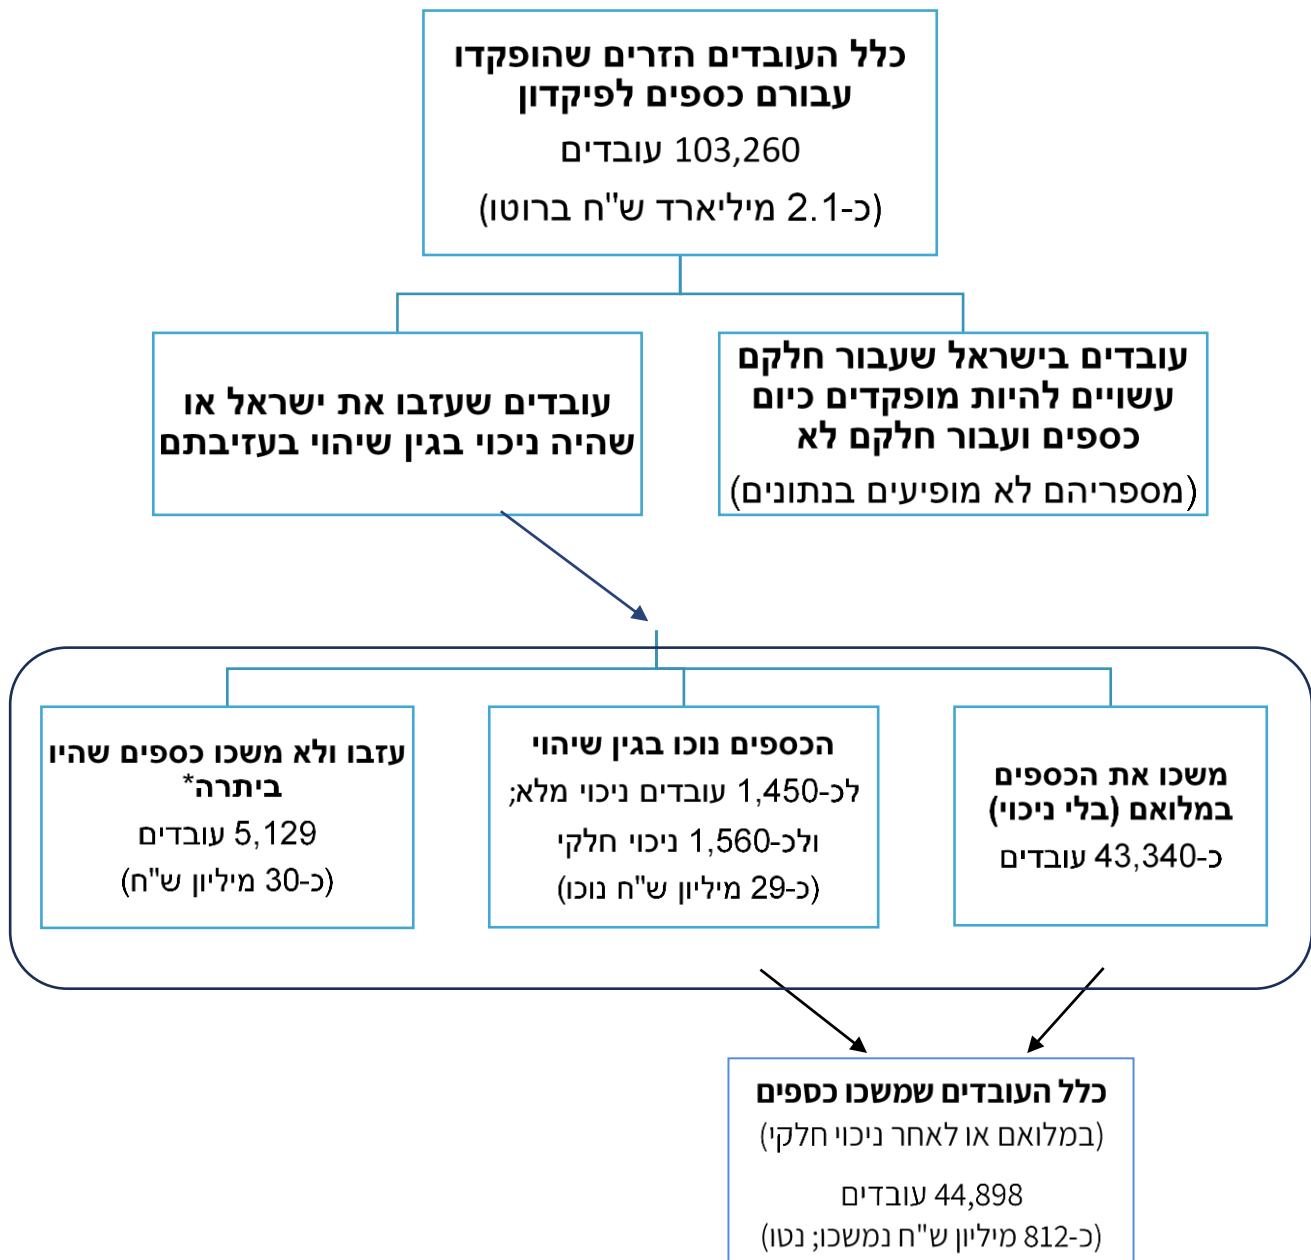 כלל העובדים הזרים שהופקדו
עבורם כספים לפיקדון
103,260 עובדים
(כ-2.1 מיליארד ש"ח ברוטו)
עובדים בישראל שעבור חלקם
עשויים להיות מופקדים כיום
כספים ועבור חלקם לא
(מספריהם לא מופיעים בנתונים)
עובדים שעזבו את ישראל או
שהיה ניכוי בגין שיהוי בעזיבתם
משכו את הכספים
במלואם (בלי ניכוי)
כ-43,340 עובדים
הכספים נוכו בגין שיהוי
לכ-1,450 עובדים ניכוי מלא;
ולכ-1,560 ניכוי חלקי
(כ-29 מיליון ש"ח נוכו)
עזבו ולא משכו כספים שהיו
ביתרה*
5,129 עובדים
(כ-30 מיליון ש"ח)
כלל העובדים שמשכו כספים
(במלואם או לאחר ניכוי חלקי)
44,898 עובדים
(כ-812 מיליון ש"ח נמשכו; נטו)